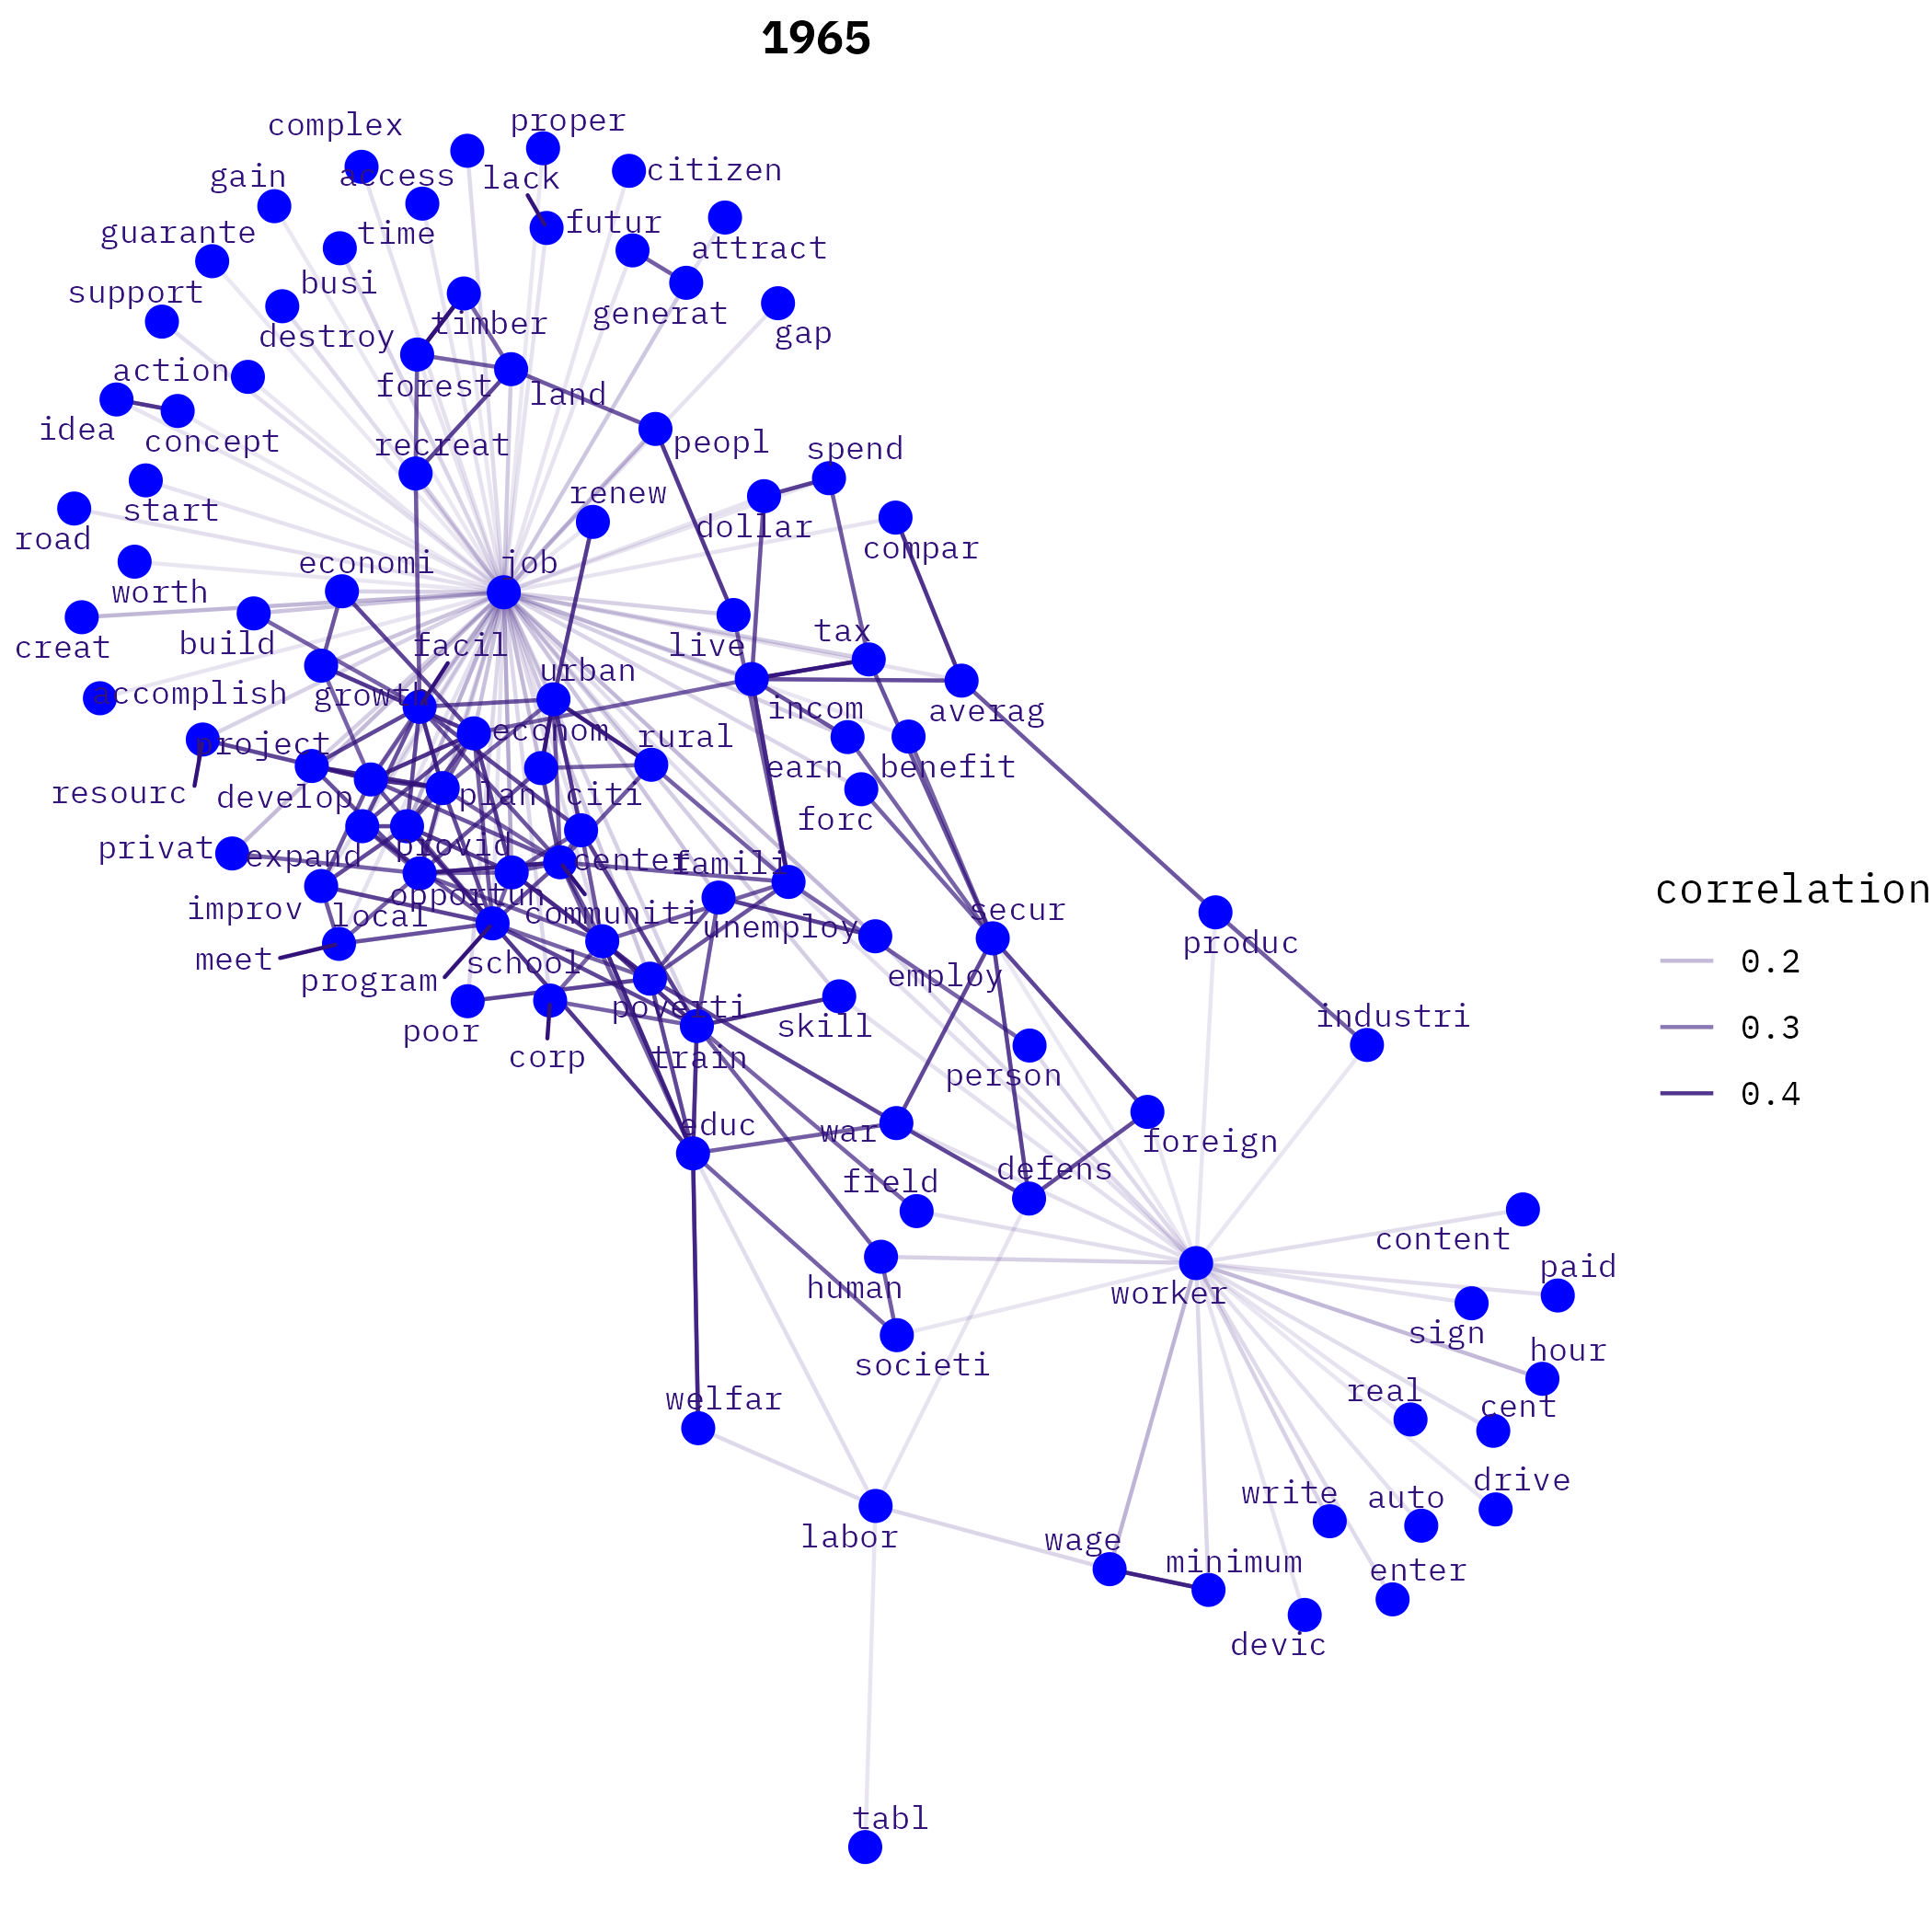 1965
complex
proper
access
lack
citizen
gain
futur
time
guarante
attract
busi
support
generat
timber
gap
destroy
action
forest
land
idea
concept
recreat
peopl
spend
renew
start
dollar
road
compar
economi
job
worth
creat
build
facil
live
tax
urban
accomplish
growth
incom
averag
project
econom
rural
earn
benefit
resourc
develop
plan
citi
forc
privat
expand
provid
center
famili
improv
local
opportun
communiti
unemploy
secur
produc
meet
program
school
employ
poor
poverti
skill
industri
corp
train
person
educ
war
foreign
field
defens
human
worker
content
paid
societi
sign
hour
welfar
real
cent
write
auto
drive
labor
wage
minimum
enter
devic
tabl
correlation
0.2
0.3
0.4